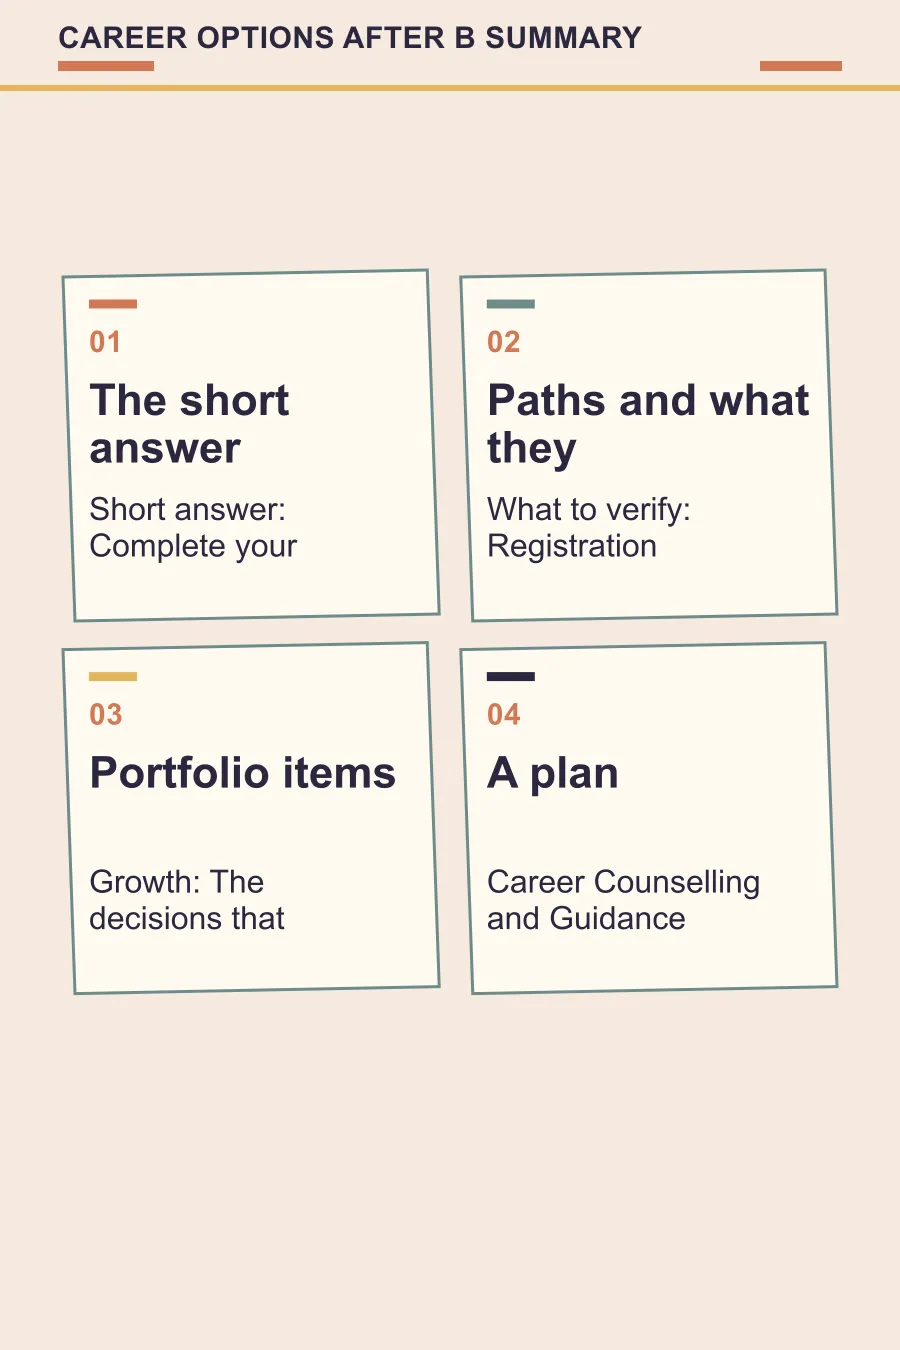 CAREER OPTIONS AFTER B SUMMARY
01
The short
answer
Short answer:
Complete your
02
Paths and what
they
What to verify:
Registration
03
Portfolio items
Growth: The
decisions that
04
A plan
Career Counselling
and Guidance